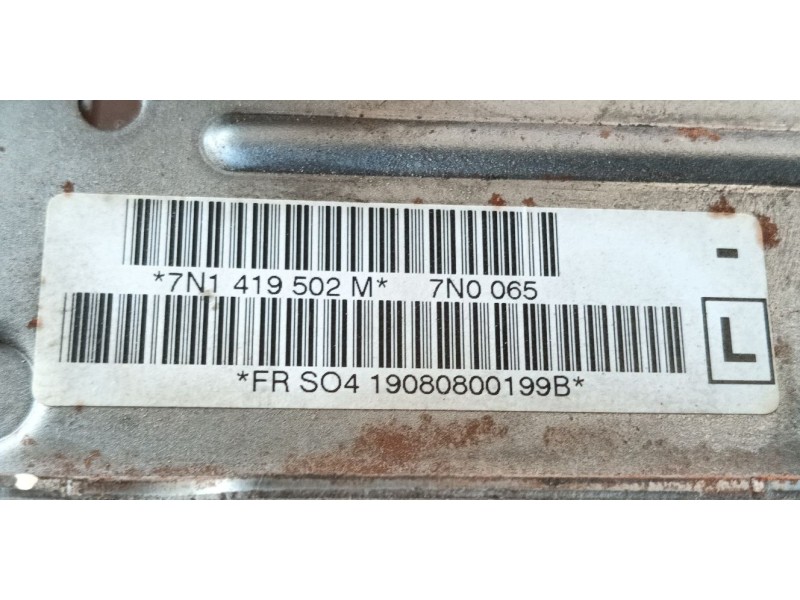 *7N1 419 502 M* 7N0 065
*FR SO4 19080800199B*
-
L